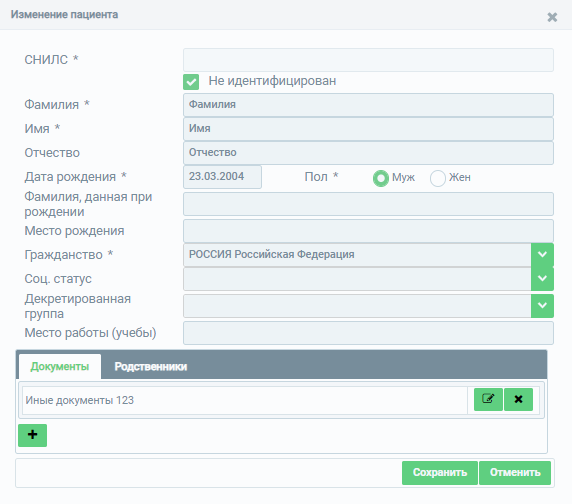 Изменение пациента
СНИЛС *
Не идентифицирован
Фамилия * Фамилия
Имя * Имя
Отчество Отчество
Дата рождения * 23.03.2004 Пол * Муж Жен
Фамилия, данная при
рождении
Место рождения
Гражданство * РОССИЯ Российская Федерация
Соц. статус
Декретированная
группа
Место работы (учебы)
Документы Родственники
Иные документы 123
Сохранить Отменить